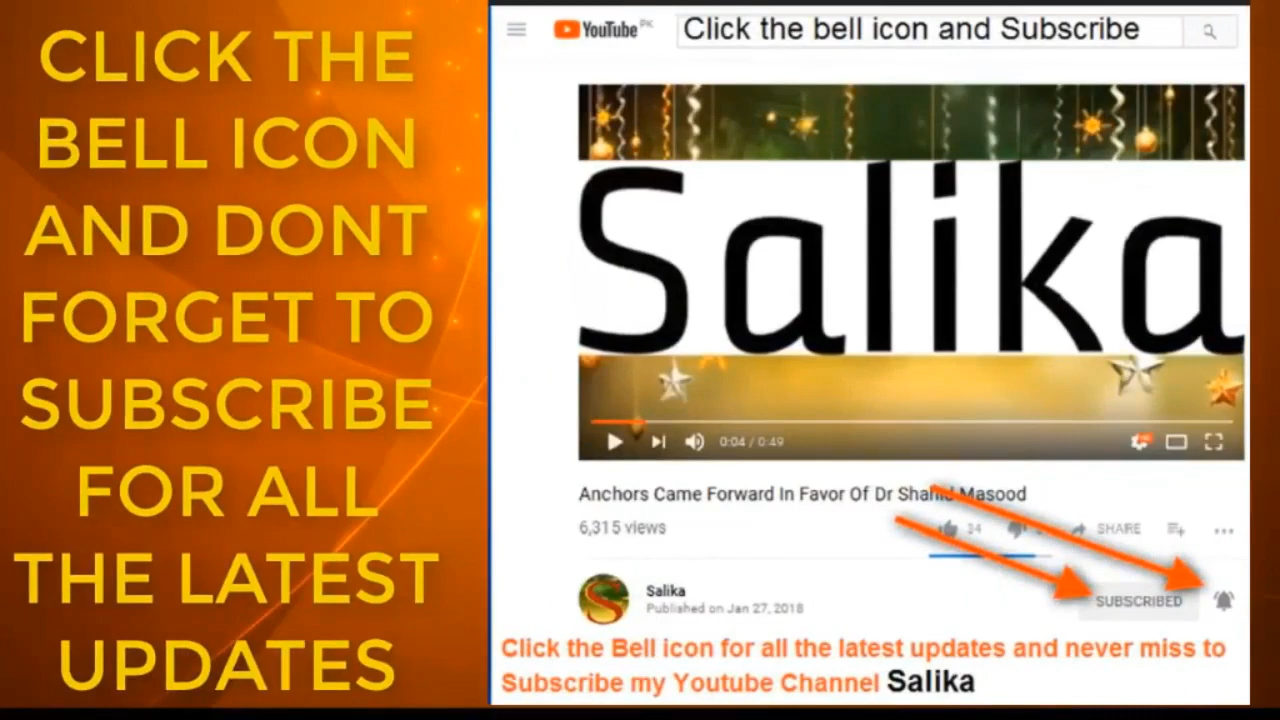 CLICK THE
BELL ICON
AND DONT
FORGET TO
SUBSCRIBE
FOR ALL
THE LATEST
UPDATES
YouTube PK
Click the bell icon and Subscribe
Salika
0:04 / 0:49
Anchors Came Forward In Favor Of Dr Shahid Masood
6,315 views
34
SHARE
Salika
Published on Jan 27, 2018
SUBSCRIBED
Click the Bell icon for all the latest updates and never miss to
Subscribe my Youtube Channel Salika